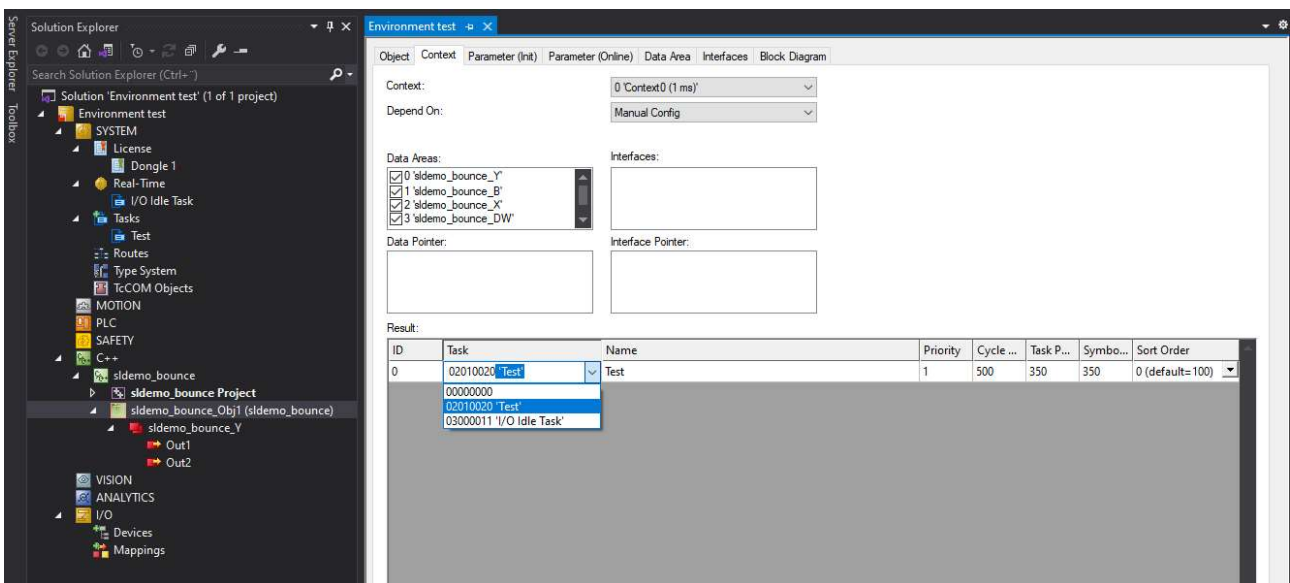 Server Explorer
Toolbox
Solution Explorer
Search Solution Explorer (Ctrl+¨)
Solution 'Environment test' (1 of 1 project)
Environment test
SYSTEM
License
Dongle 1
Real-Time
I/O Idle Task
Tasks
Test
Routes
Type System
TcCOM Objects
MOTION
PLC
SAFETY
C++
sldemo_bounce
sldemo_bounce Project
sldemo_bounce_Obj1 (sldemo_bounce)
sldemo_bounce_Y
Out1
Out2
VISION
ANALYTICS
I/O
Devices
Mappings
Environment test
Object Context Parameter (Init) Parameter (Online) Data Area Interfaces Block Diagram
Context: 0 'Context0 (1 ms)'
Depend On: Manual Config
Data Areas: Interfaces:
0 'sldemo_bounce_Y'
1 'sldemo_bounce_B'
2 'sldemo_bounce_X'
3 'sldemo_bounce_DW'
Data Pointer: Interface Pointer:
Result:
ID Task Name Priority Cycle ... Task P... Symbo... Sort Order
0 02010020 'Test' Test 1 500 350 350 0 (default=100)
00000000
02010020 'Test'
03000011 'I/O Idle Task'